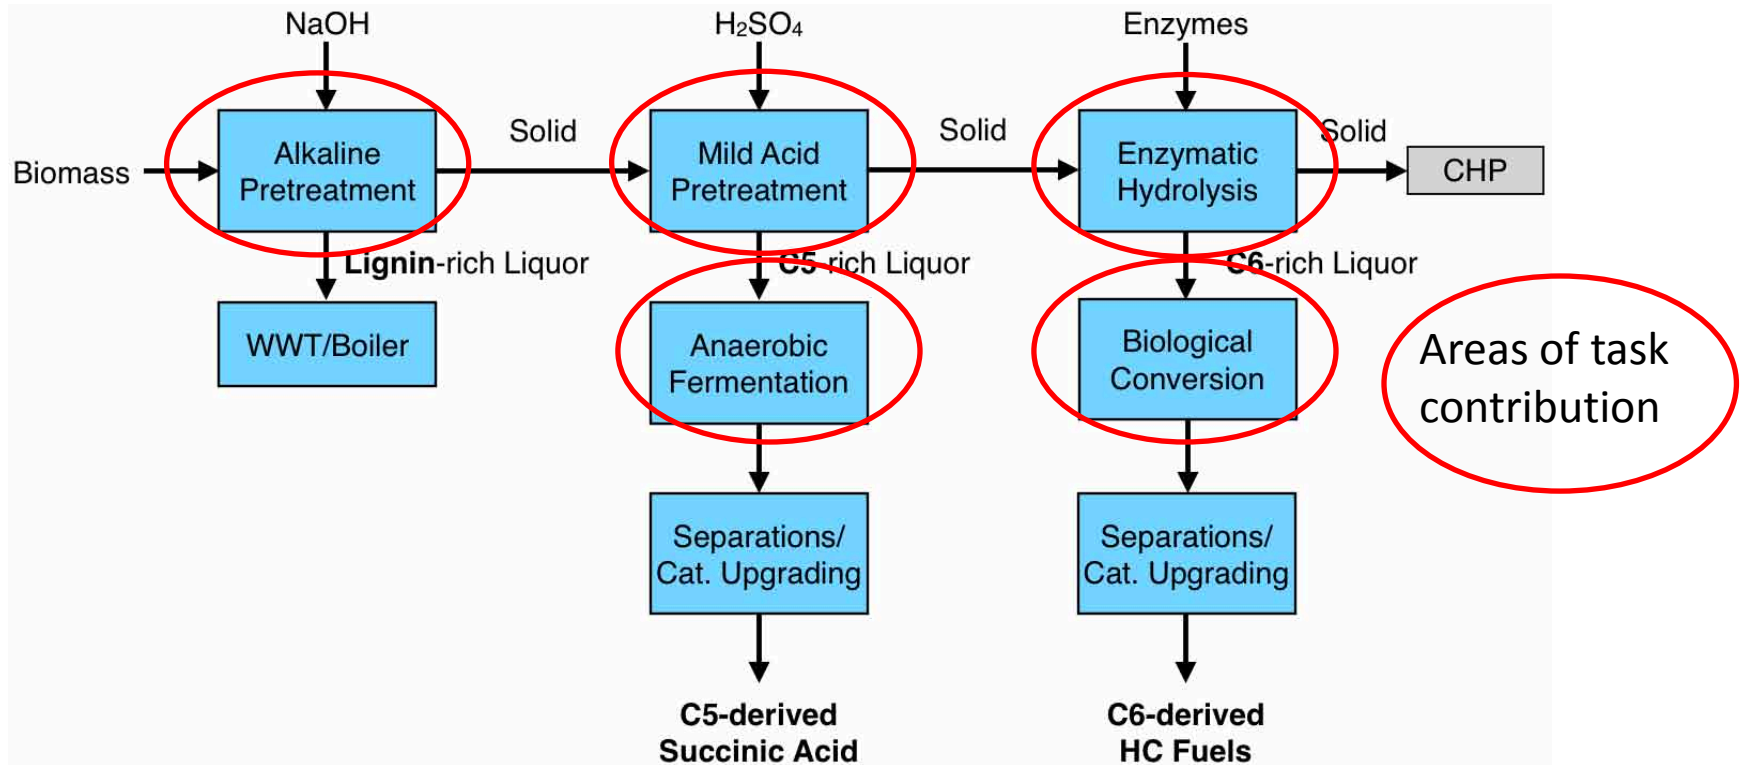 NaOH
H₂SO₄
Enzymes
Biomass
Alkaline
Pretreatment
Solid
Mild Acid
Pretreatment
Solid
Enzymatic
Hydrolysis
Solid
CHP
Lignin-rich Liquor
C5-rich Liquor
C6-rich Liquor
WWT/Boiler
Anaerobic
Fermentation
Biological
Conversion
Areas of task
contribution
Separations/
Cat. Upgrading
Separations/
Cat. Upgrading
C5-derived
Succinic Acid
C6-derived
HC Fuels